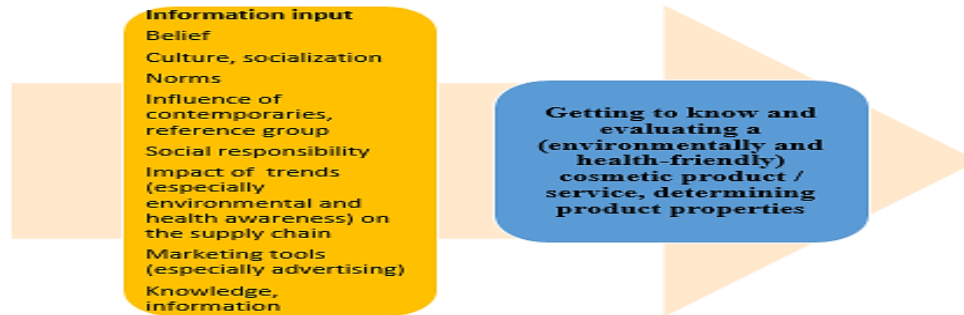 Information input
Belief
Culture, socialization
Norms
Influence of
contemporaries,
reference group
Social responsibility
Impact of trends
(especially
environmental and
health awareness) on
the supply chain
Marketing tools
(especially advertising)
Knowledge,
information
Getting to know and
evaluating a
(environmentally and
health-friendly)
cosmetic product /
service, determining
product properties